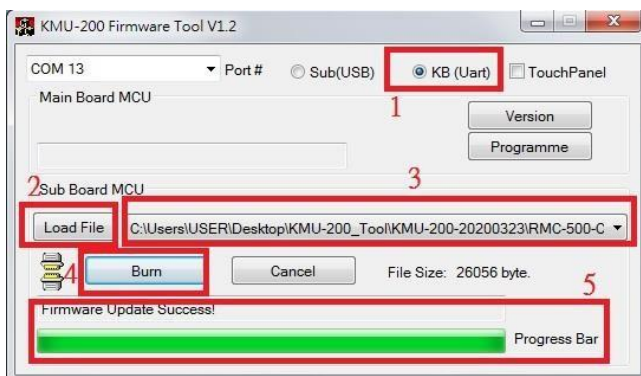 KMU-200 Firmware Tool V1.2
COM 13 Port # Sub(USB) KB (Uart) TouchPanel
1
Main Board MCU
Version
Programme
2 3
Sub Board MCU
Load File C:\Users\USER\Desktop\KMU-200_Tool\KMU-200-20200323\RMC-500-C
4 Burn Cancel File Size: 26056 byte.
5
Firmware Update Success!
Progress Bar